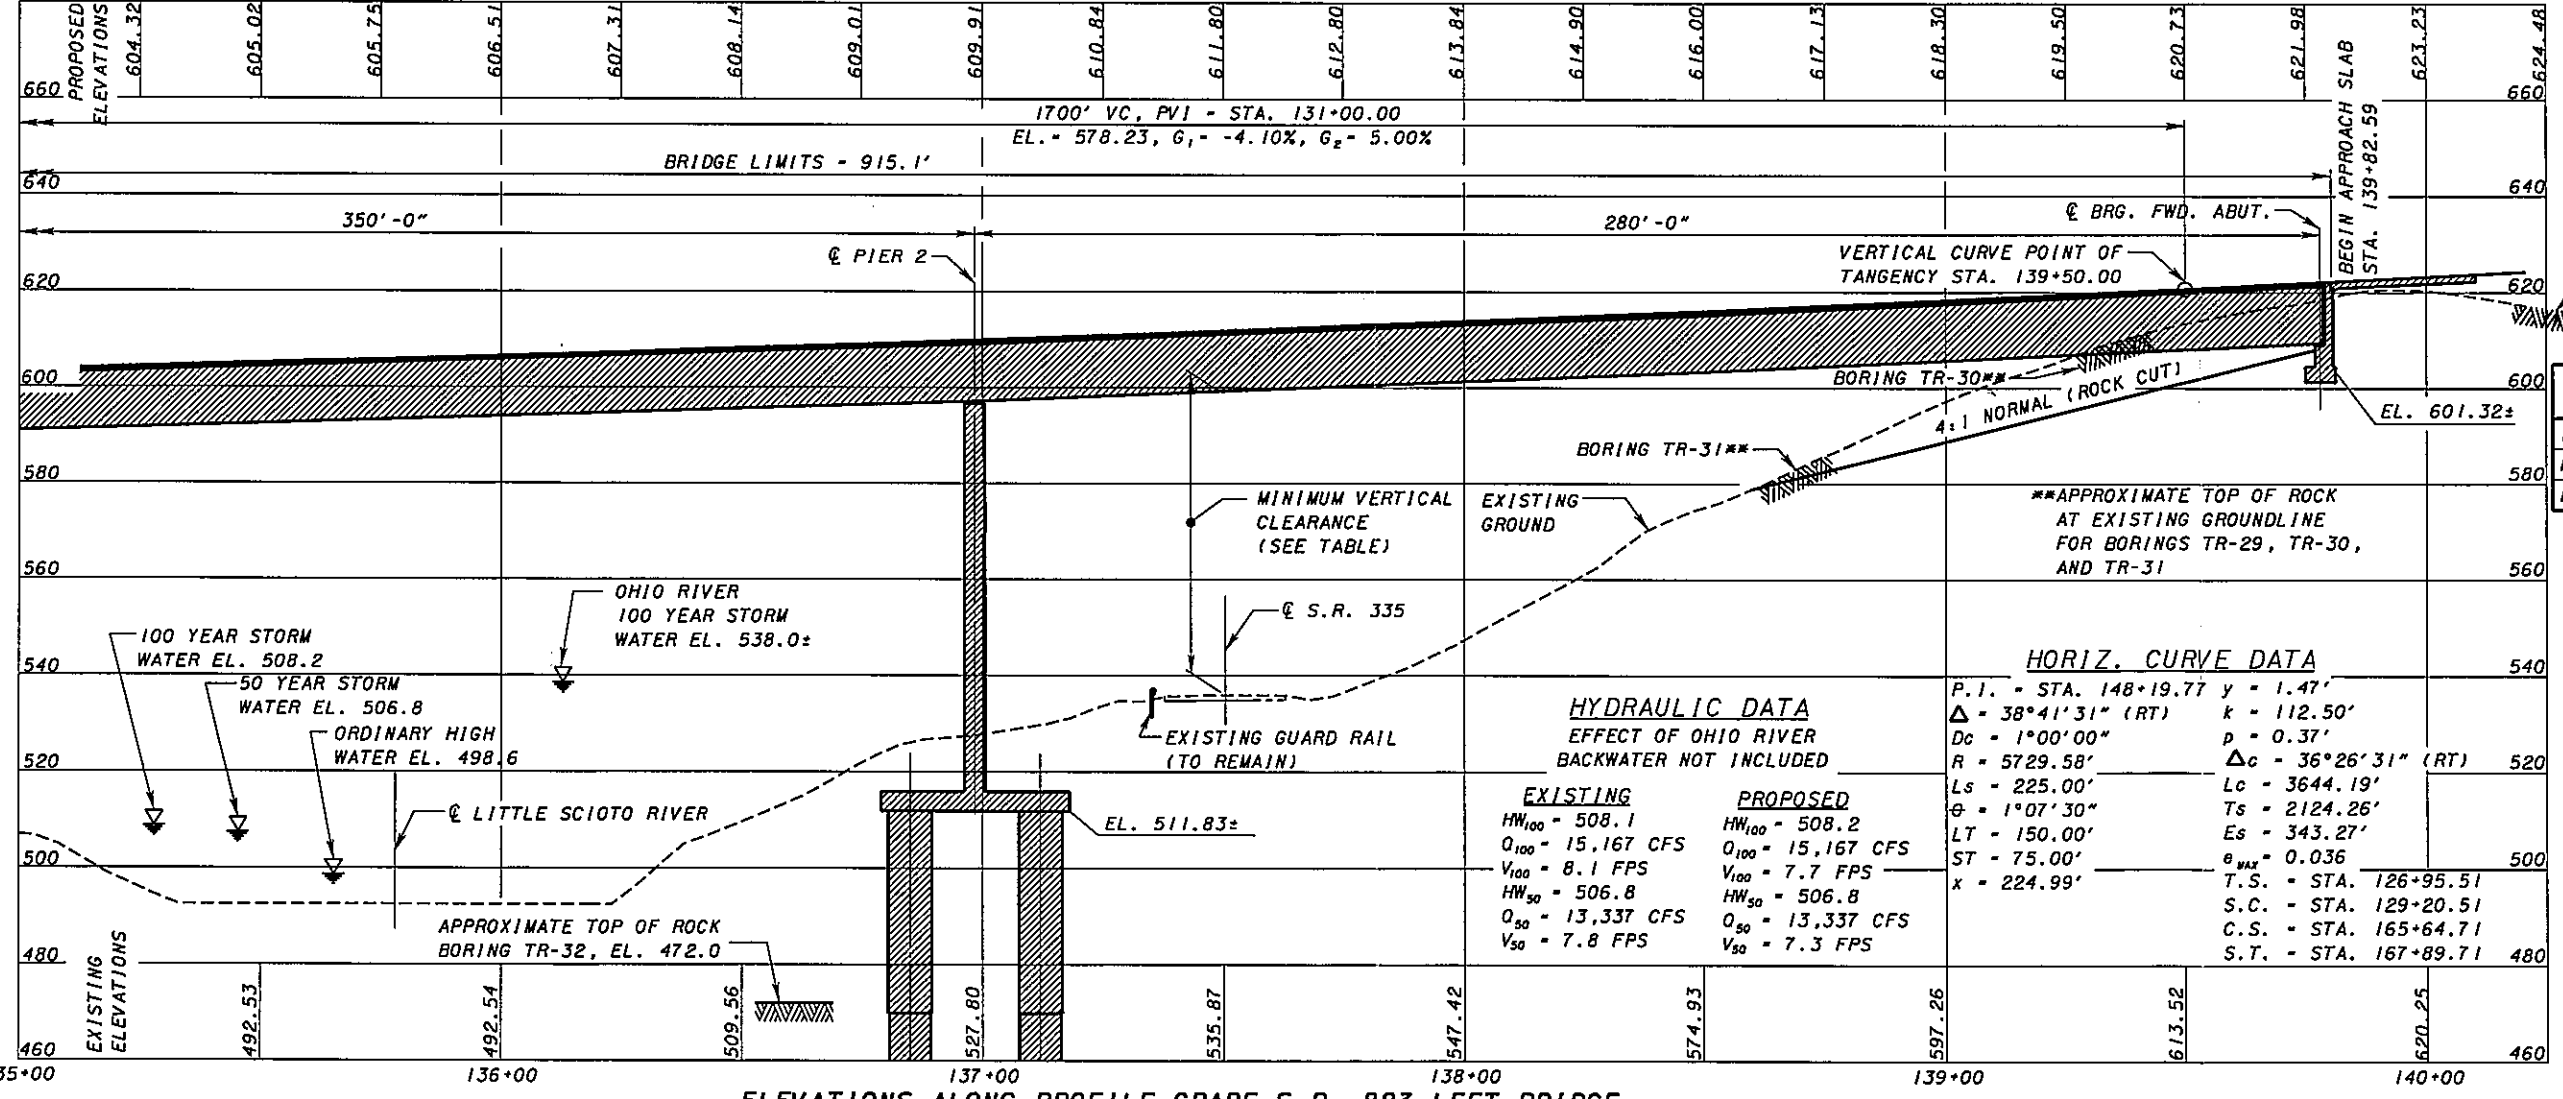 PROPOSED
ELEVATIONS
604.32
605.02
605.75
606.51
607.31
608.14
609.01
609.91
610.84
611.80
612.80
613.84
614.90
616.00
617.13
618.30
619.50
620.73
621.98
623.23
624.48
660
660
1700' VC, PVI = STA. 131+00.00
EL. = 578.23, G₁= -4.10%, G₂= 5.00%
BRIDGE LIMITS = 915.1'
BEGIN APPROACH SLAB
STA. 139+82.59
640
640
350'-0"
280'-0"
℄ BRG. FWD. ABUT.
℄ PIER 2
VERTICAL CURVE POINT OF
TANGENCY STA. 139+50.00
620
620
600
600
BORING TR-30**
4:1 NORMAL (ROCK CUT)
EL. 601.32±
BORING TR-31**
580
580
MINIMUM VERTICAL
CLEARANCE
(SEE TABLE)
EXISTING
GROUND
**APPROXIMATE TOP OF ROCK
AT EXISTING GROUNDLINE
FOR BORINGS TR-29, TR-30,
AND TR-31
560
560
OHIO RIVER
100 YEAR STORM
WATER EL. 538.0±
℄ S.R. 335
100 YEAR STORM
WATER EL. 508.2
540
540
50 YEAR STORM
WATER EL. 506.8
ORDINARY HIGH
WATER EL. 498.6
EXISTING GUARD RAIL
(TO REMAIN)
520
520
℄ LITTLE SCIOTO RIVER
EL. 511.83±
500
500
APPROXIMATE TOP OF ROCK
BORING TR-32, EL. 472.0
HYDRAULIC DATA
EFFECT OF OHIO RIVER
BACKWATER NOT INCLUDED
EXISTING
HW₁₀₀ = 508.1
Q₁₀₀ = 15,167 CFS
V₁₀₀ = 8.1 FPS
HW₅₀ = 506.8
Q₅₀ = 13,337 CFS
V₅₀ = 7.8 FPS
PROPOSED
HW₁₀₀ = 508.2
Q₁₀₀ = 15,167 CFS
V₁₀₀ = 7.7 FPS
HW₅₀ = 506.8
Q₅₀ = 13,337 CFS
V₅₀ = 7.3 FPS
HORIZ. CURVE DATA
P.I. = STA. 148+19.77
Δ = 38°41'31" (RT)
Dc = 1°00'00"
R = 5729.58'
Ls = 225.00'
θ = 1°07'30"
LT = 150.00'
ST = 75.00'
x = 224.99'
y = 1.47'
k = 112.50'
p = 0.37'
Δc = 36°26'31" (RT)
Lc = 3644.19'
Ts = 2124.26'
Es = 343.27'
e MAX = 0.036
T.S. = STA. 126+95.51
S.C. = STA. 129+20.51
C.S. = STA. 165+64.71
S.T. = STA. 167+89.71
480
480
EXISTING
ELEVATIONS
492.53
492.54
509.56
527.80
535.87
547.42
574.93
597.26
613.52
620.25
460
460
35+00
136+00
137+00
138+00
139+00
140+00